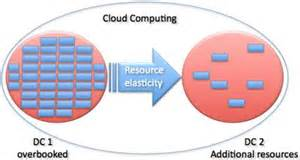 Cloud Computing
Resource
elasticity
DC 1
overbooked
DC 2
Additional resources